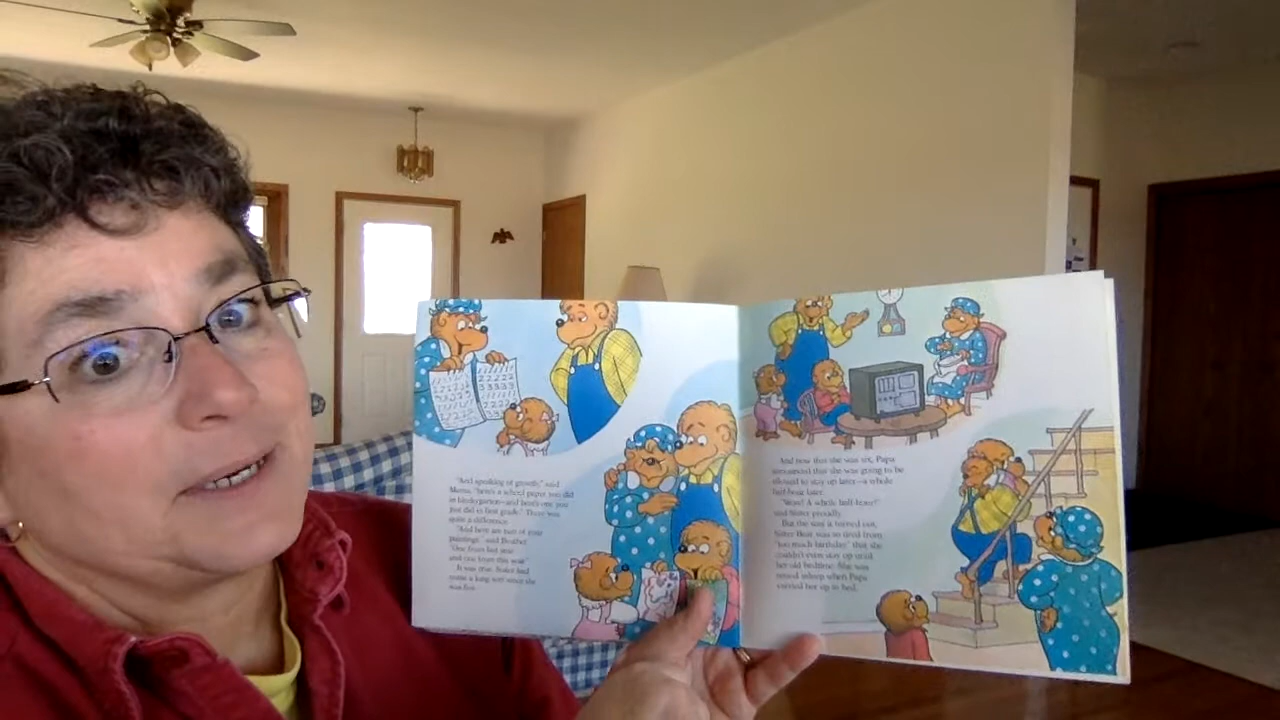 "And speaking of growth," said
Mama, "here's a school paper you did
in kindergarten—and here's one you
just did in first grade." There was
quite a difference.
"And here are two of your
paintings," said Brother.
"One from last year
and one from this year."
It was true. Sister had
come a long way since she
was five.
And now that she was six, Papa
announced that she was going to be
allowed to stay up later—a whole
half-hour later.
"Wow! A whole half-hour!"
said Sister proudly.
But the way it turned out,
Sister Bear was so tired from
"too much birthday" that she
couldn't even stay up until
her old bedtime. She was
sound asleep when Papa
carried her up to bed.